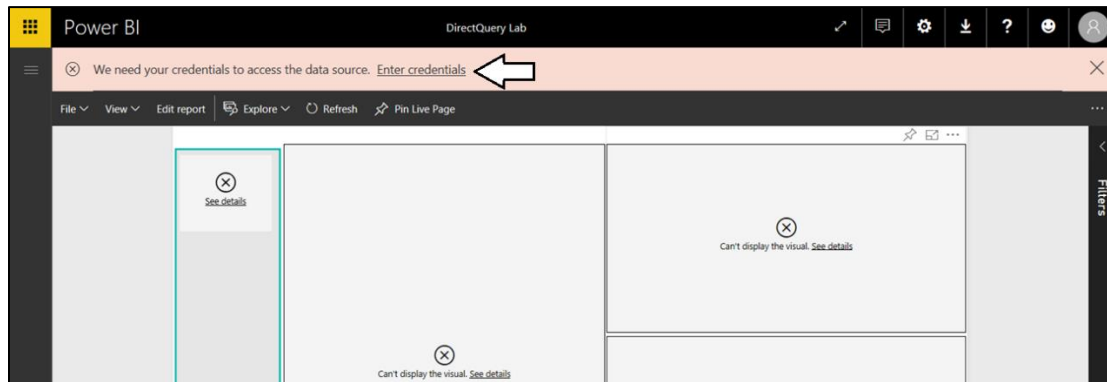 Power BI
DirectQuery Lab
?
We need your credentials to access the data source. Enter credentials
File View Edit report Explore Refresh Pin Live Page
See details
Can't display the visual. See details
Can't display the visual. See details
Filters